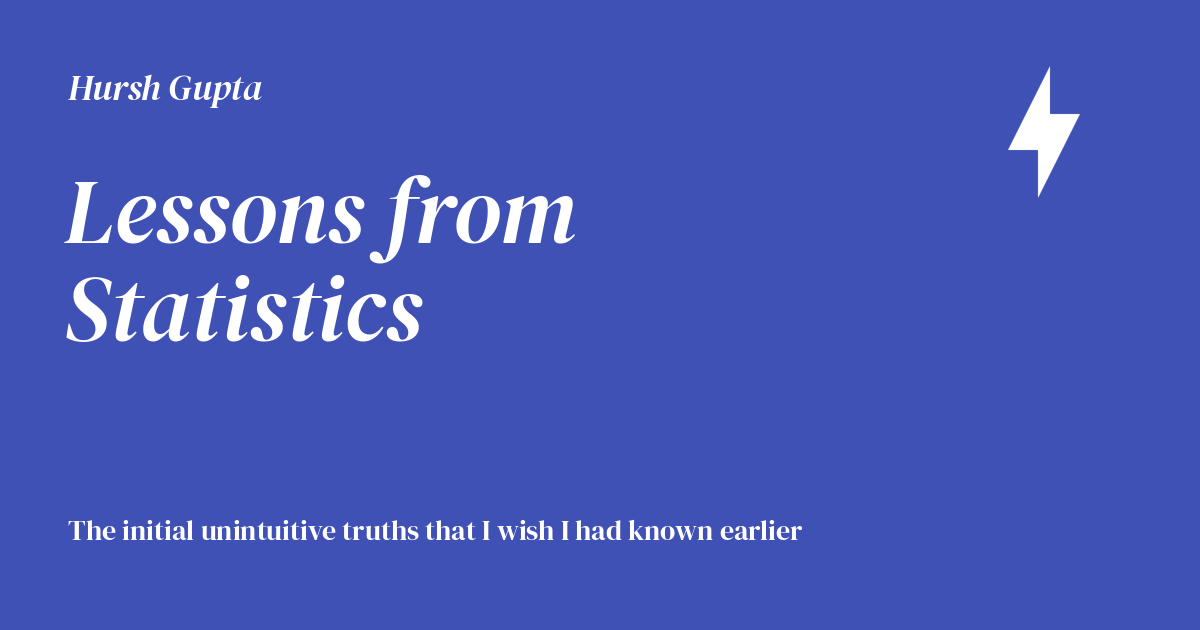 Hursh Gupta
Lessons from
Statistics
The initial unintuitive truths that I wish I had known earlier